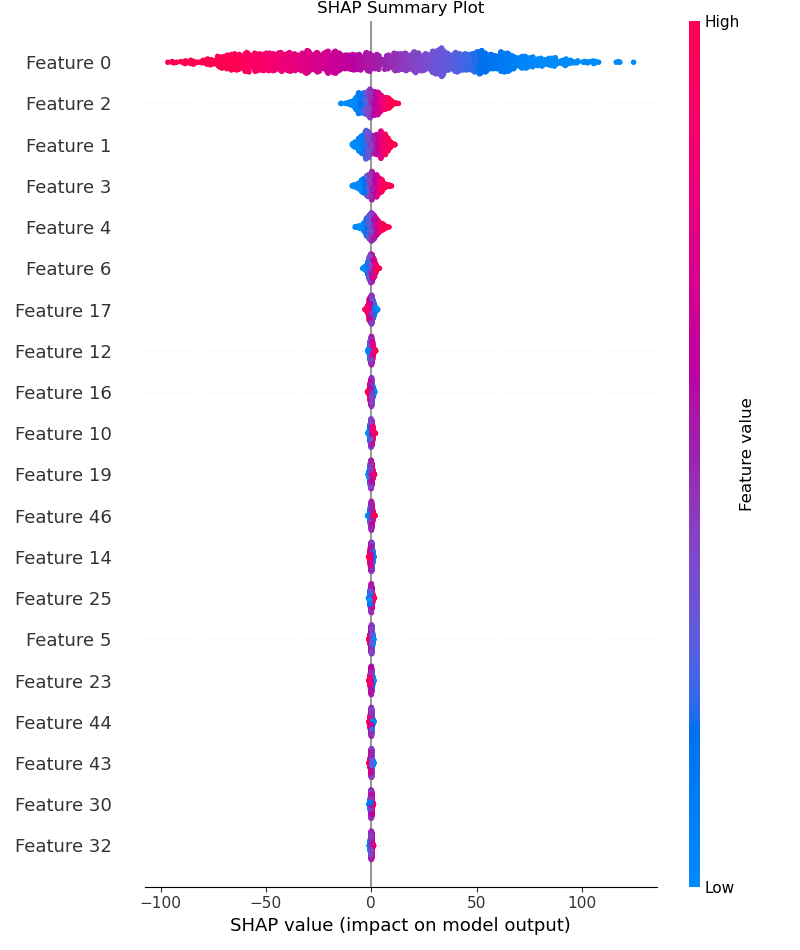 SHAP Summary Plot
High
Feature 0
Feature 2
Feature 1
Feature 3
Feature 4
Feature 6
Feature 17
Feature 12
Feature 16
Feature 10
Feature 19
Feature 46
Feature 14
Feature 25
Feature 5
Feature 23
Feature 44
Feature 43
Feature 30
Feature 32
Feature value
Low
−100 −50 0 50 100
SHAP value (impact on model output)